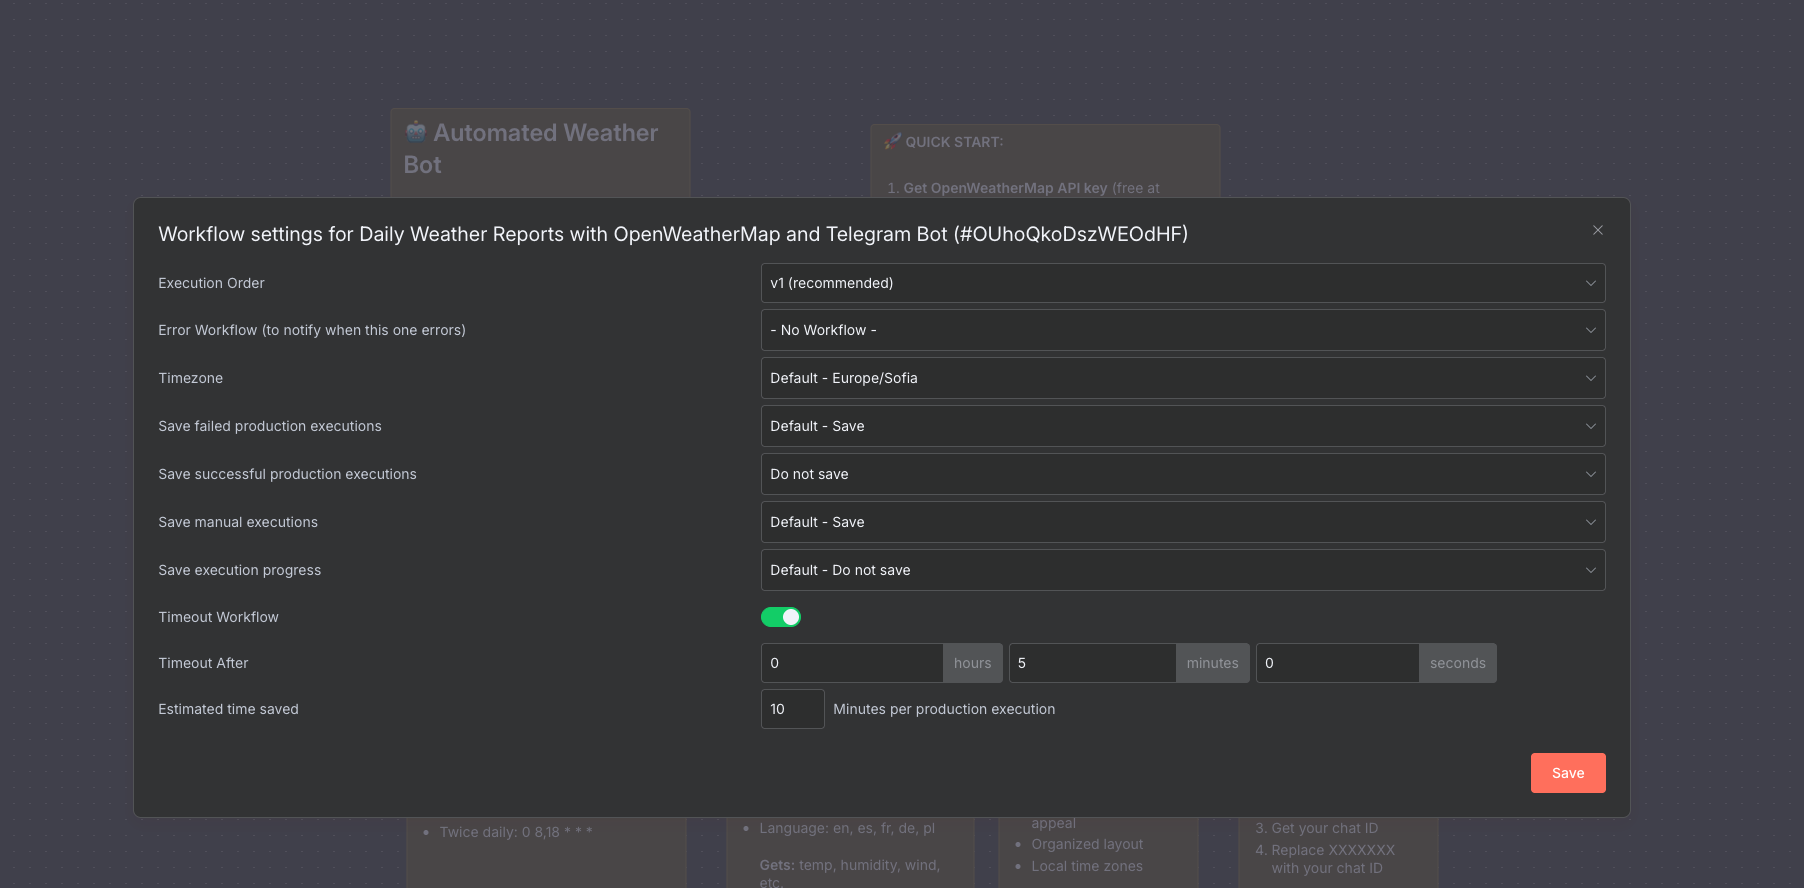 Automated Weather
Bot
QUICK START:
1. Get OpenWeatherMap API key (free at
Workflow settings for Daily Weather Reports with OpenWeatherMap and Telegram Bot (#OUhoQkoDszWEOdHF)
Execution Order
v1 (recommended)
Error Workflow (to notify when this one errors)
- No Workflow -
Timezone
Default - Europe/Sofia
Save failed production executions
Default - Save
Save successful production executions
Do not save
Save manual executions
Default - Save
Save execution progress
Default - Do not save
Timeout Workflow
Timeout After
0 hours
5 minutes
0 seconds
Estimated time saved
10 Minutes per production execution
Save
• Twice daily: 0 8,18 * * *
• Language: en, es, fr, de, pl
Gets: temp, humidity, wind,
etc.
appeal
• Organized layout
• Local time zones
3. Get your chat ID
4. Replace XXXXXXX
with your chat ID